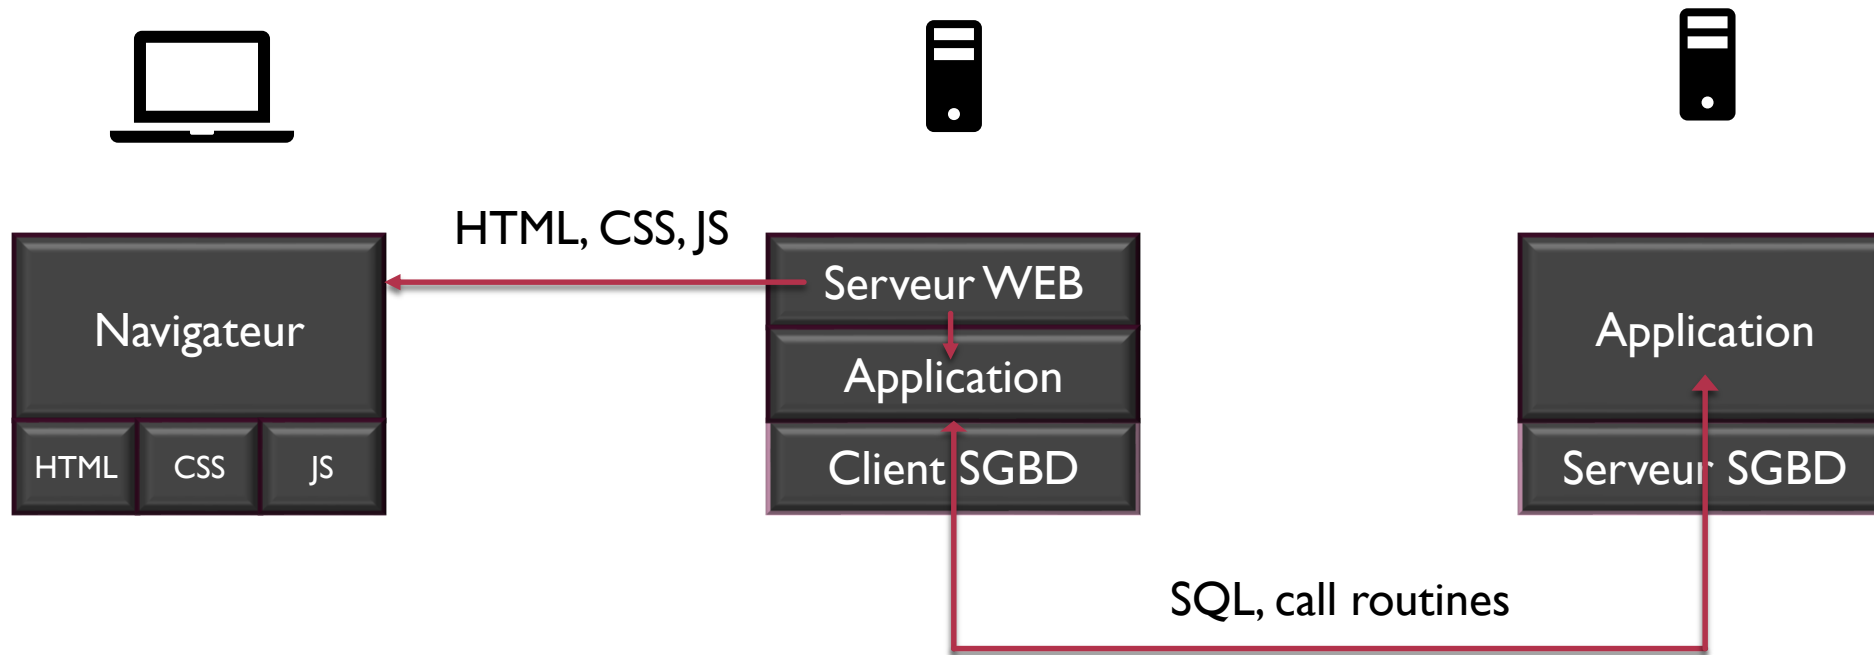 HTML, CSS, JS
Navigateur
HTML
CSS
JS
Serveur WEB
Application
Client SGBD
Application
Serveur SGBD
SQL, call routines